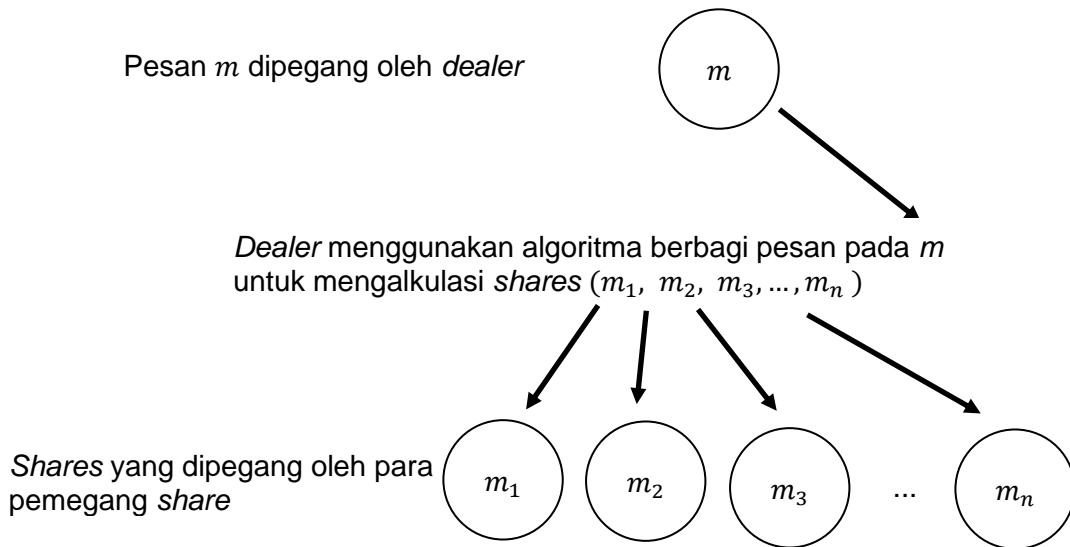 Pesan 𝑚 dipegang oleh dealer
𝑚
Dealer menggunakan algoritma berbagi pesan pada m
untuk mengalkulasi shares (𝑚₁, 𝑚₂, 𝑚₃, … , 𝑚ₙ )
Shares yang dipegang oleh para
pemegang share
𝑚₁ 𝑚₂ 𝑚₃ … 𝑚ₙ